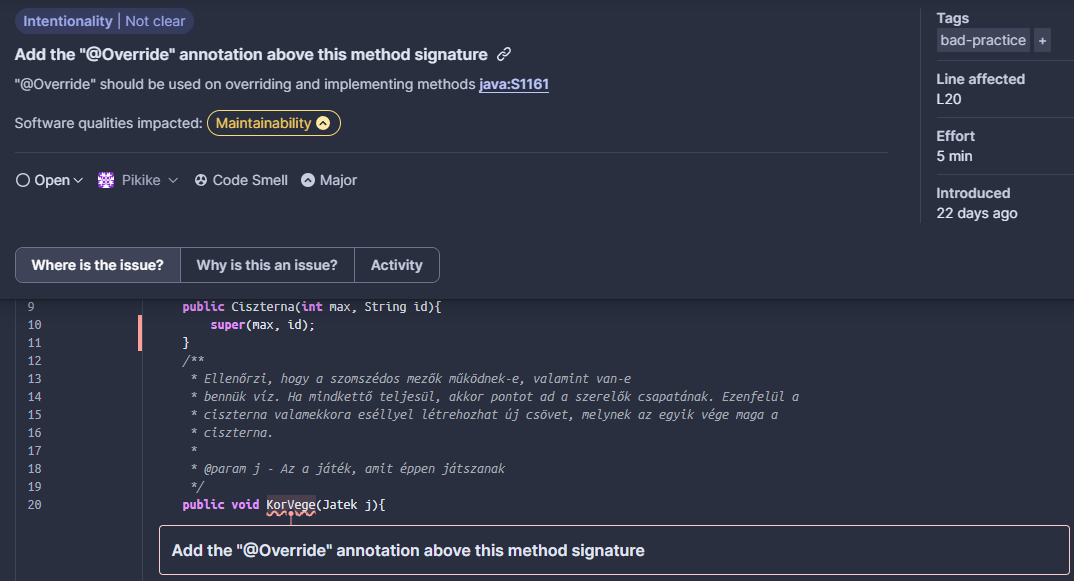 Intentionality | Not clear
Add the "@Override" annotation above this method signature
"@Override" should be used on overriding and implementing methods java:S1161
Software qualities impacted: Maintainability
Open Pikike Code Smell Major
Tags
bad-practice +
Line affected
L20
Effort
5 min
Introduced
22 days ago
Where is the issue? Why is this an issue? Activity
9 public Ciszterna(int max, String id){
10 super(max, id);
11 }
12 /**
13 * Ellenőrzi, hogy a szomszédos mezők működnek-e, valamint van-e
14 * bennük víz. Ha mindkettő teljesül, akkor pontot ad a szerelők csapatának. Ezenfelül a
15 * ciszterna valamekkora eséllyel létrehozhat új csövet, melynek az egyik vége maga a
16 * ciszterna.
17 *
18 * @param j - Az a játék, amit éppen játszanak
19 */
20 public void KorVege(Jatek j){
Add the "@Override" annotation above this method signature